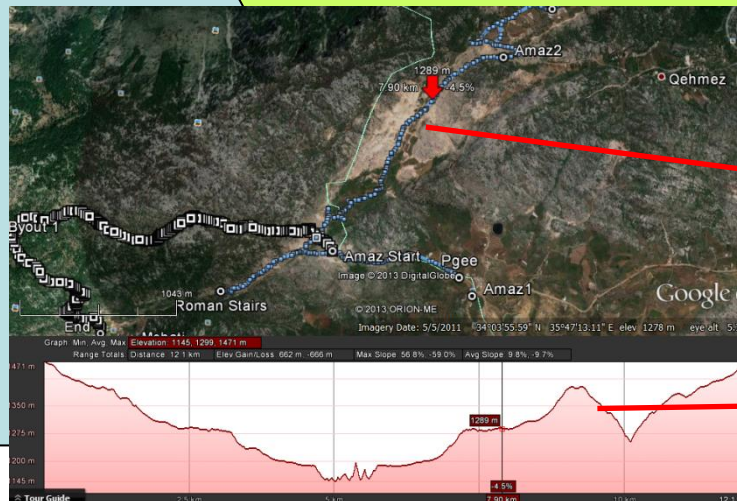 Amaz2
1289 m
7.90 km -4.5%
Qehmez
Byout 1
Amaz Start
Pgee
Image © 2013 DigitalGlobe
Amaz1
1043 m
Roman Stairs
© 2013 ORION-ME
Google
End
Imagery Date: 5/5/2011 34°03'55.59" N 35°47'13.11" E elev 1278 m eye alt 5.
Graph: Min, Avg, Max Elevation: 1145, 1299, 1471 m
Range Totals: Distance: 12.1 km Elev Gain/Loss: 662 m, -666 m Max Slope: 56.8%, -59.0% Avg Slope: 9.8%, -9.7%
1471 m
1350 m
1289 m
1275 m
1200 m
1145 m
-4.5%
Tour Guide 2.5 km 5 km 7.90 km 10 km 12.1